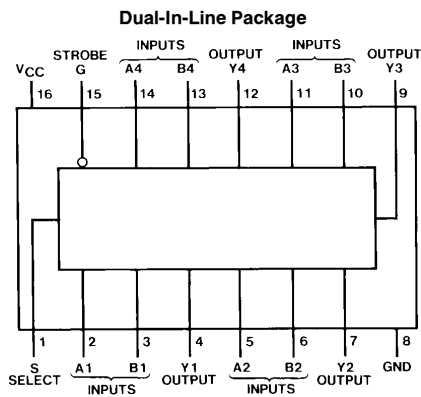 Dual-In-Line Package
INPUTS INPUTS
STROBE OUTPUT OUTPUT
VCC G A4 B4 Y4 A3 B3 Y3
16 15 14 13 12 11 10 9
1 2 3 4 5 6 7 8
S A1 B1 Y1 A2 B2 Y2 GND
SELECT INPUTS OUTPUT INPUTS OUTPUT